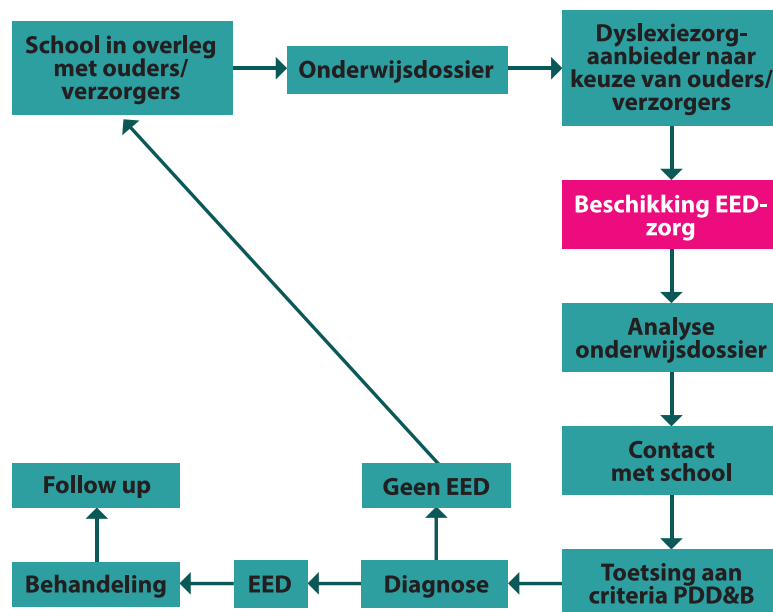 School in overleg
met ouders/
verzorgers
Onderwijsdossier
Dyslexiezorg-
aanbieder naar
keuze van ouders/
verzorgers
Beschikking EED-
zorg
Analyse
onderwijsdossier
Contact
met school
Toetsing aan
criteria PDD&B
Diagnose
Geen EED
EED
Behandeling
Follow up